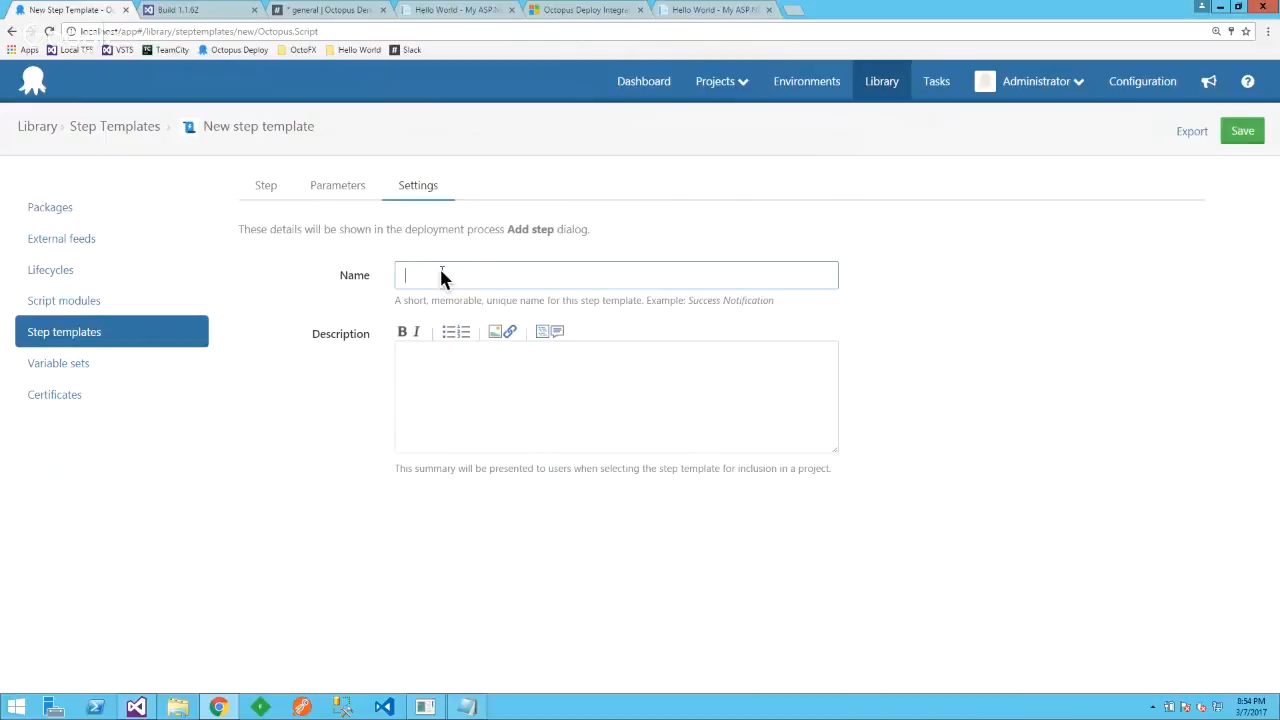 New Step Template - Oc
Build 1.1.62
* general | Octopus Dem
Hello World - My ASP.N
Octopus Deploy Integra
Hello World - My ASP.N
localhost/app#/library/steptemplates/new/Octopus.Script
Apps
Local TFS
VSTS
TeamCity
Octopus Deploy
OctoFX
Hello World
Slack
Dashboard
Projects
Environments
Library
Tasks
Administrator
Configuration
Library › Step Templates › New step template
Export
Save
Step
Parameters
Settings
Packages
External feeds
Lifecycles
Script modules
Step templates
Variable sets
Certificates
These details will be shown in the deployment process Add step dialog.
Name
A short, memorable, unique name for this step template. Example: Success Notification
Description
B I
This summary will be presented to users when selecting the step template for inclusion in a project.
8:54 PM
3/7/2017